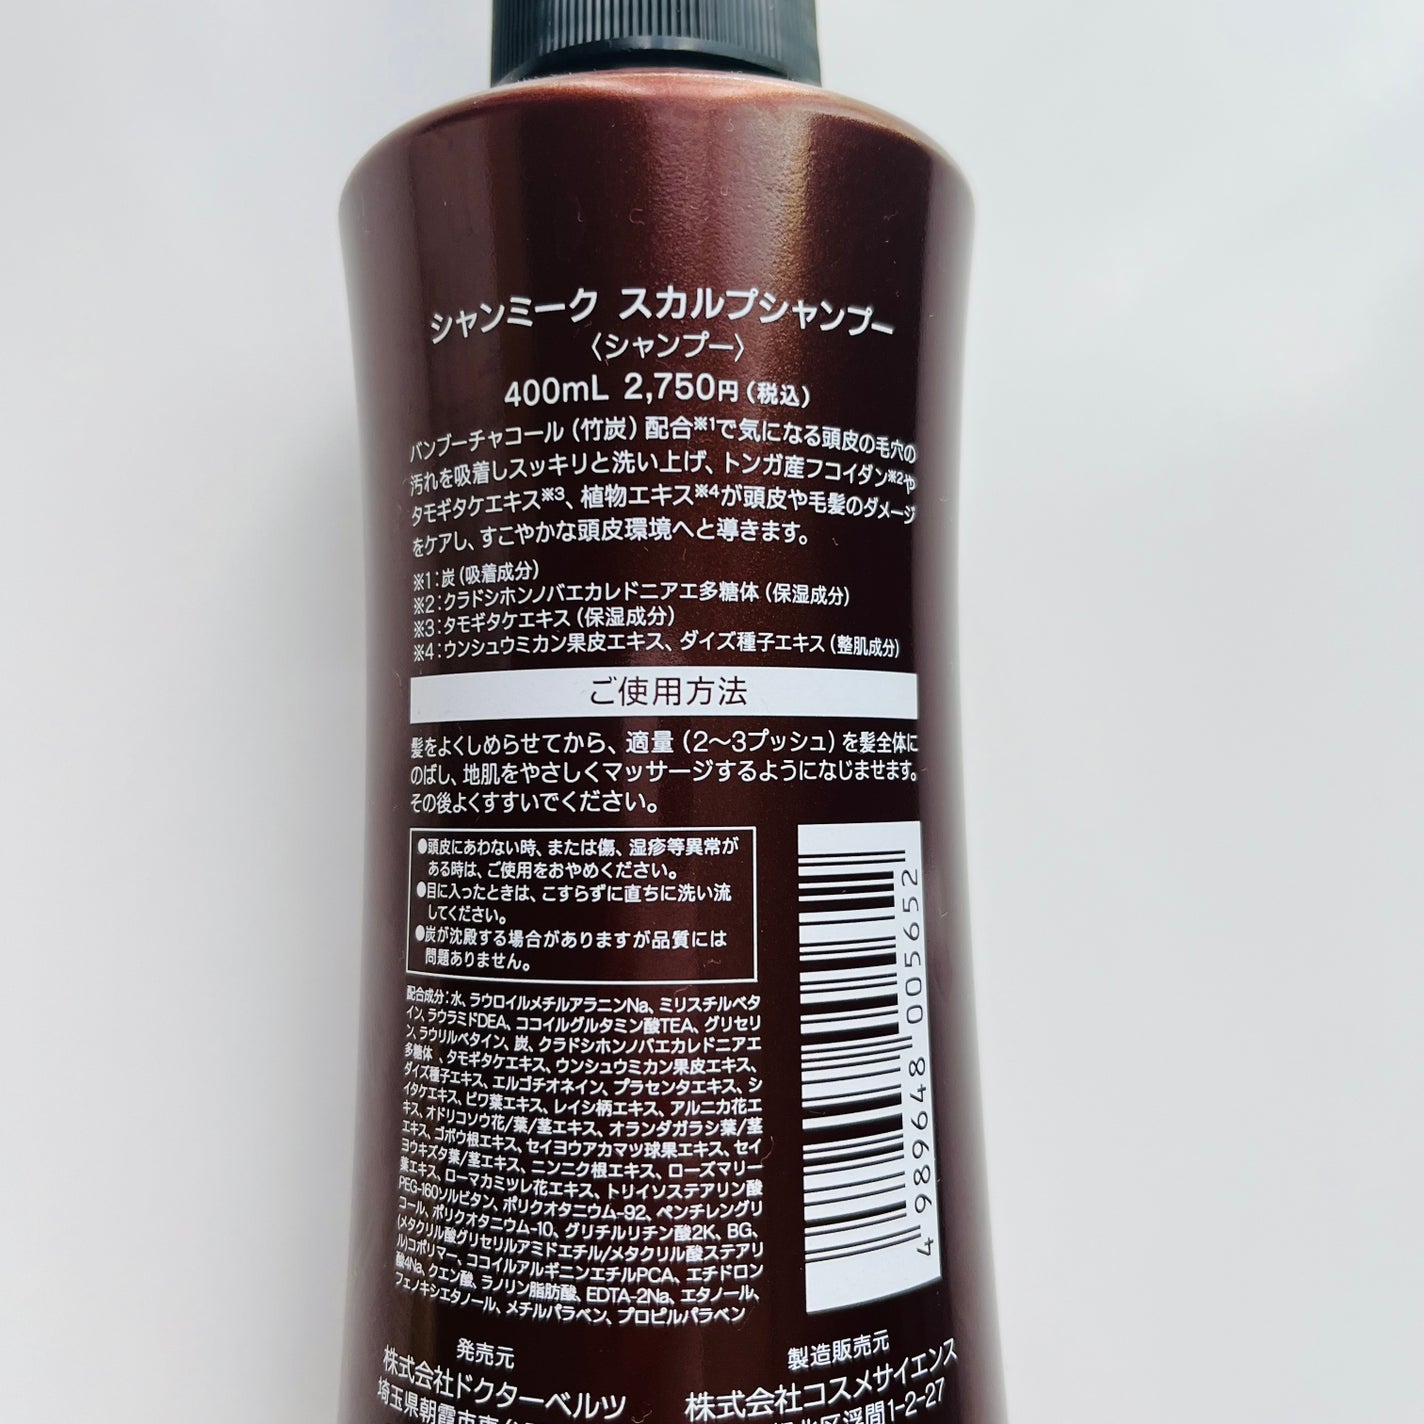 シャンミーク スカルプシャンプー
〈シャンプー〉
400mL 2,750円（税込）
バンブーチャコール（竹炭）配合※1で気になる頭皮の毛穴の
汚れを吸着しスッキリと洗い上げ、トンガ産フコイダン※2や
タモギタケエキス※3、植物エキス※4が頭皮や毛髪のダメージ
をケアし、すこやかな頭皮環境へと導きます。
※1：炭（吸着成分）
※2：クラドシホンノバエカレドニアエ多糖体（保湿成分）
※3：タモギタケエキス（保湿成分）
※4：ウンシュウミカン果皮エキス、ダイズ種子エキス（整肌成分）
ご使用方法
髪をよくしめらせてから、適量（2〜3プッシュ）を髪全体に
のばし、地肌をやさしくマッサージするようになじませます。
その後よくすすいでください。
●頭皮にあわない時、または傷、湿疹等異常が
ある時は、ご使用をおやめください。
●目に入ったときは、こすらずに直ちに洗い流
してください。
●炭が沈殿する場合がありますが品質には
問題ありません。
配合成分：水、ラウロイルメチルアラニンNa、ミリスチルベタ
イン、ラウラミドDEA、ココイルグルタミン酸TEA、グリセリ
ン、ラウリルベタイン、炭、クラドシホンノバエカレドニアエ
多糖体、タモギタケエキス、ウンシュウミカン果皮エキス、
ダイズ種子エキス、エルゴチオネイン、プラセンタエキス、シ
イタケエキス、ビワ葉エキス、レイシ柄エキス、アルニカ花エ
キス、オドリコソウ花/葉/茎エキス、オランダガラシ葉/茎
エキス、ゴボウ根エキス、セイヨウアカマツ球果エキス、セイ
ヨウキズタ葉/茎エキス、ニンニク根エキス、ローズマリー
葉エキス、ローマカミツレ花エキス、トリイソステアリン酸
PEG-160ソルビタン、ポリクオタニウム-92、ペンチレングリ
コール、ポリクオタニウム-10、グリチルリチン酸2K、BG、
(メタクリル酸グリセリルアミドエチル/メタクリル酸ステアリ
ル)コポリマー、ココイルアルギニンエチルPCA、エチドロン
酸4Na、クエン酸、ラノリン脂肪酸、EDTA-2Na、エタノール、
フェノキシエタノール、メチルパラベン、プロピルパラベン
4 989648 005652
発売元
株式会社ドクターベルツ
埼玉県朝霞市
製造販売元
株式会社コスメサイエンス
北区浮間1-2-27